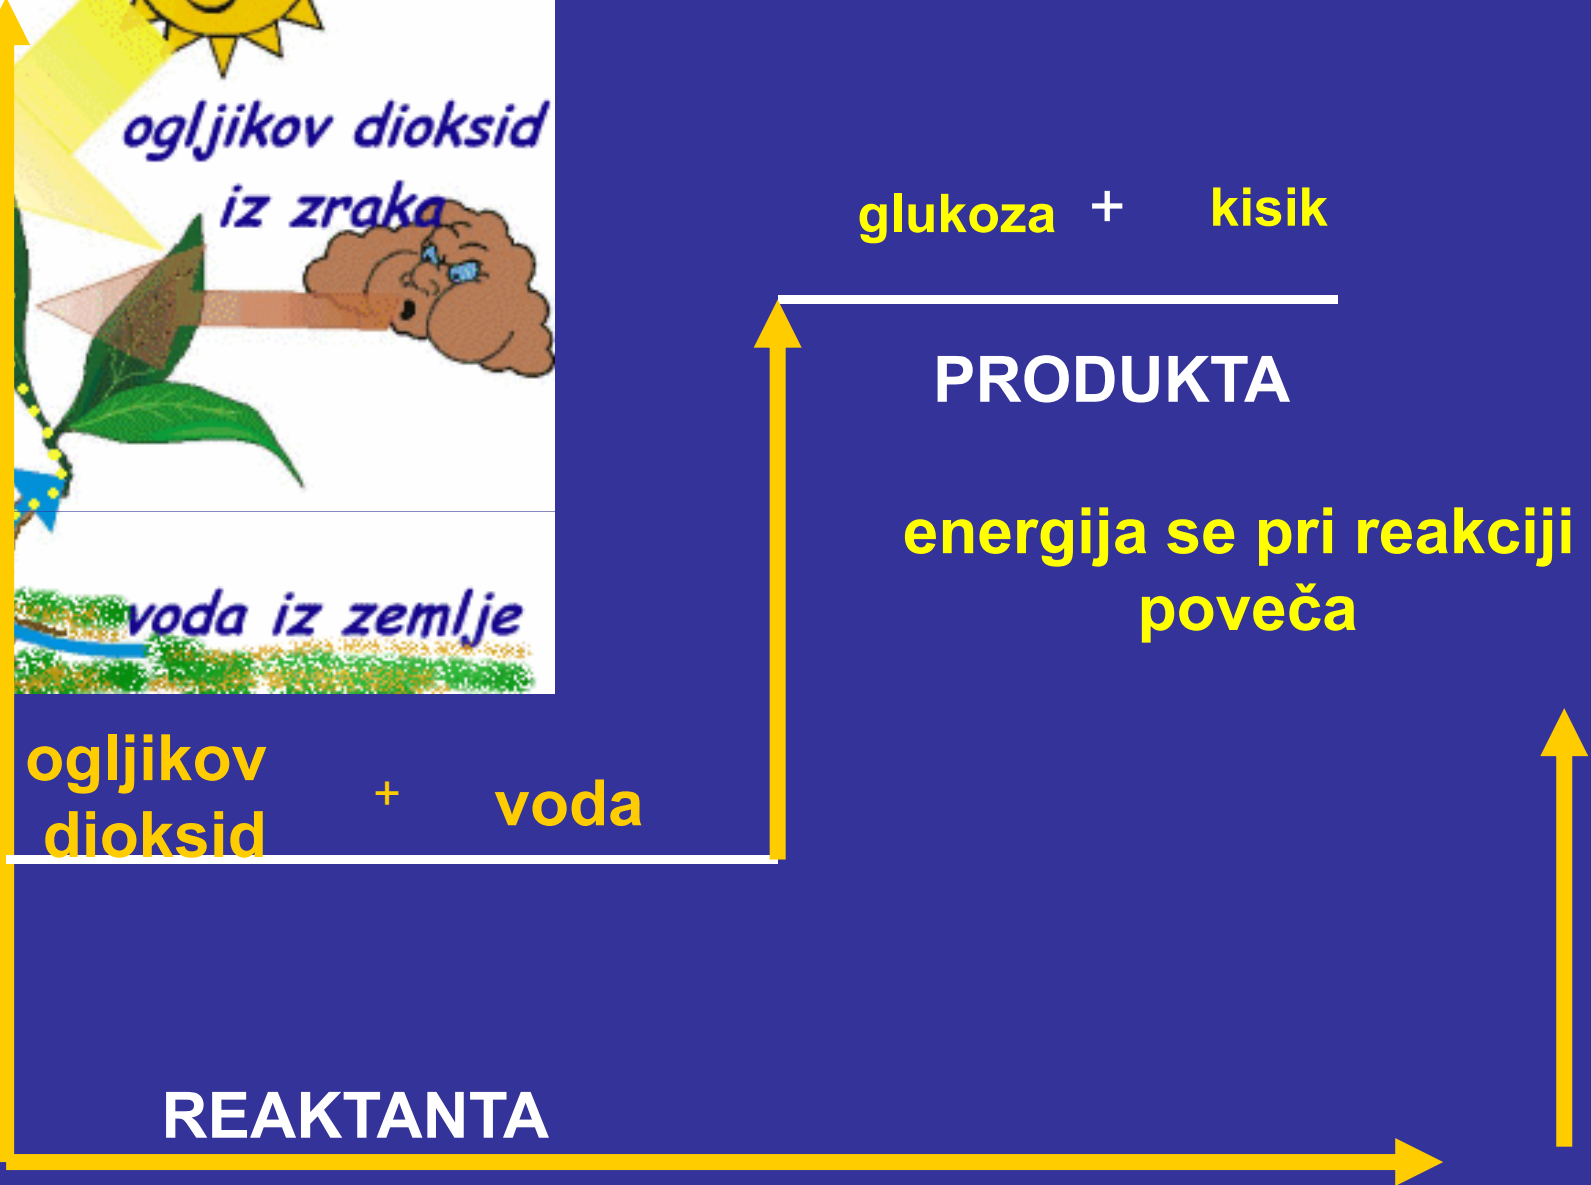 ogljikov dioksid
iz zraka
voda iz zemlje
glukoza + kisik
PRODUKTA
energija se pri reakciji
poveča
ogljikov
dioksid
+ voda
REAKTANTA